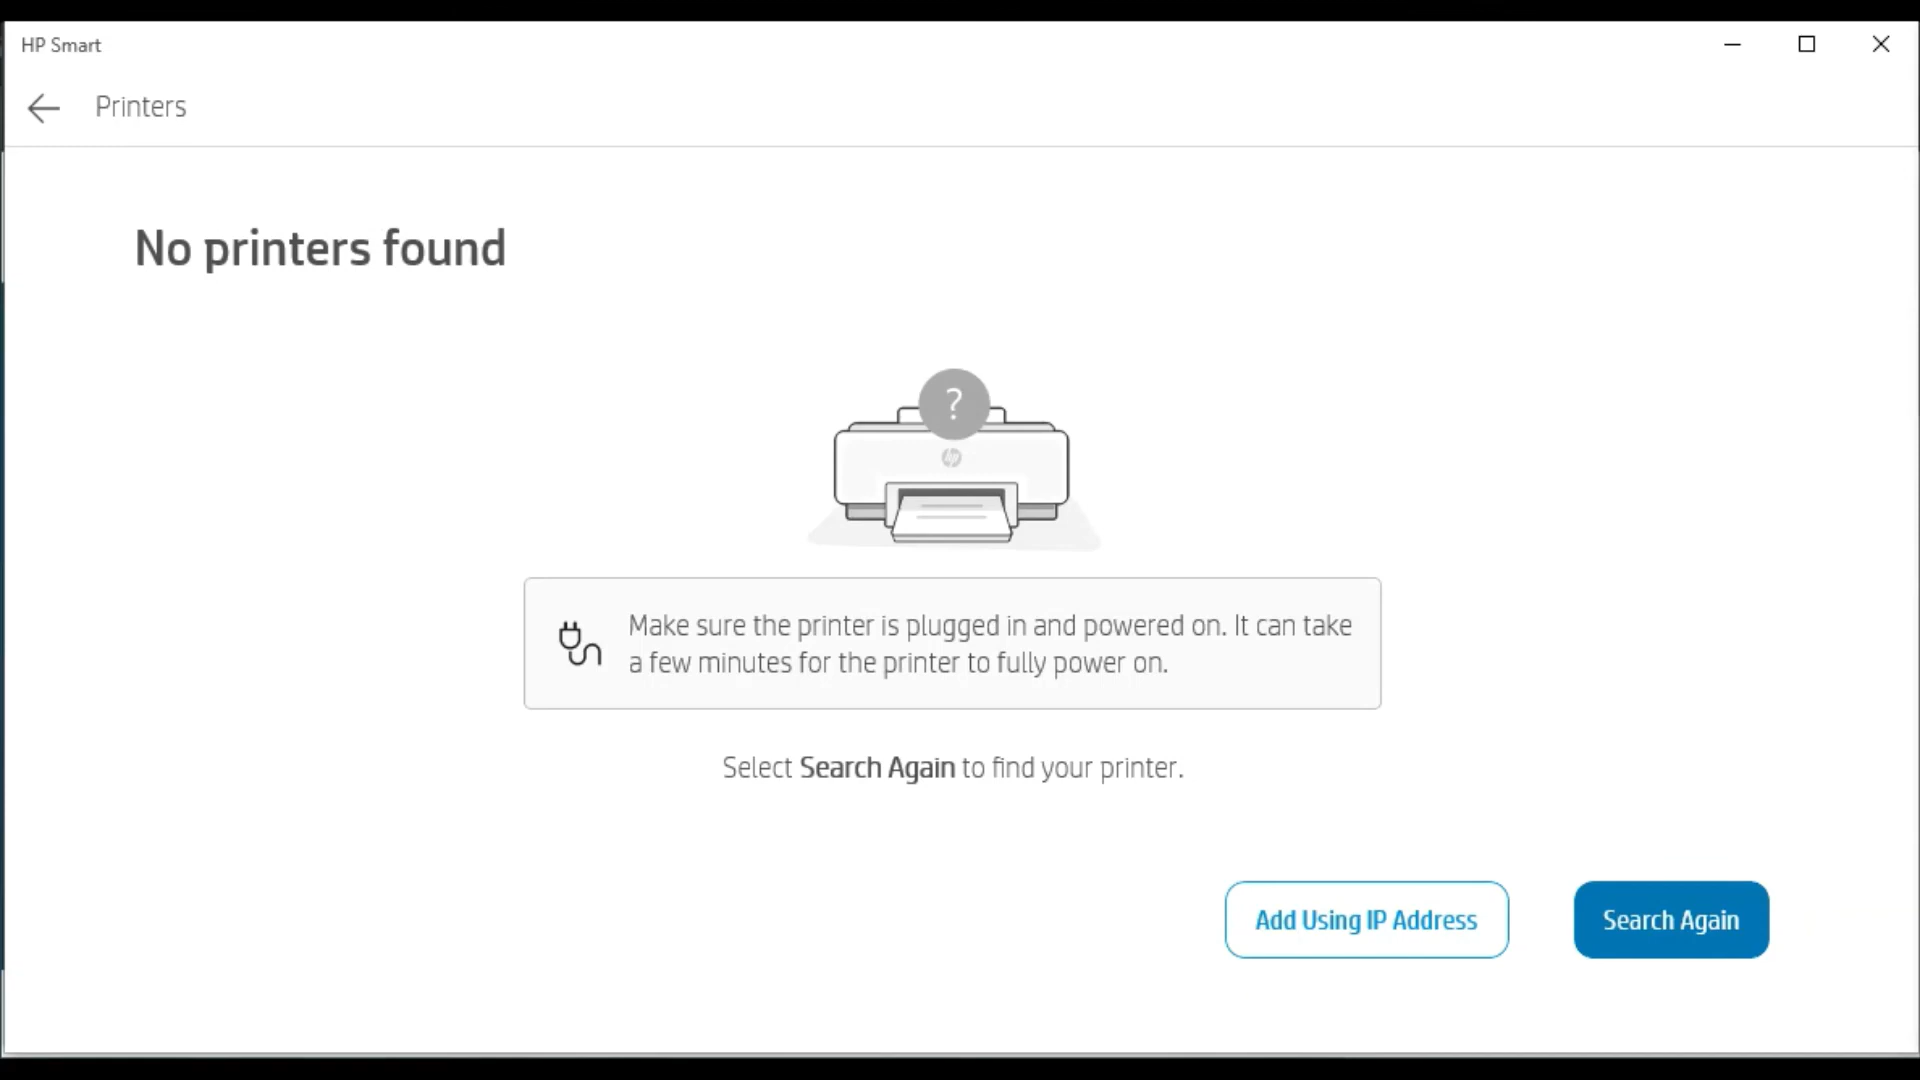 HP Smart
Printers
No printers found
?
hp
Make sure the printer is plugged in and powered on. It can take
a few minutes for the printer to fully power on.
Select Search Again to find your printer.
Add Using IP Address
Search Again